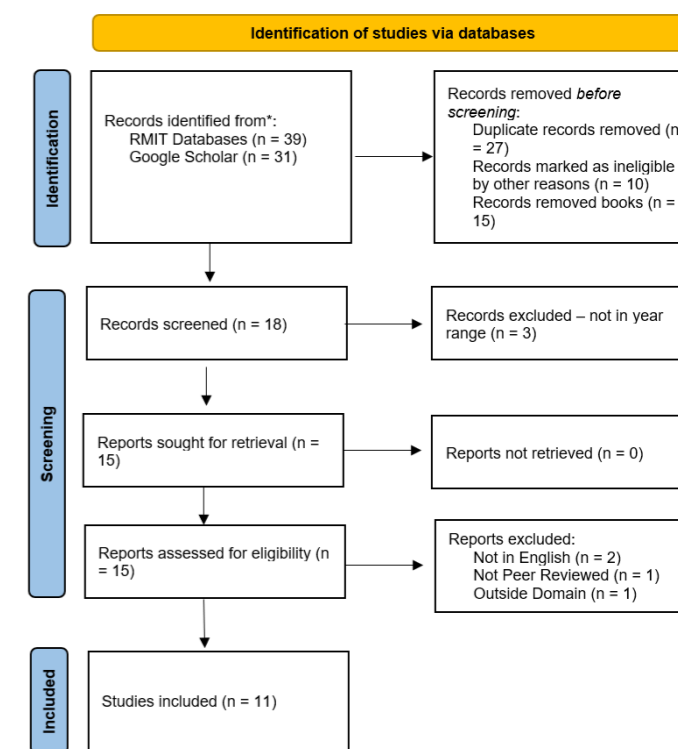 Identification of studies via databases
Identification
Records identified from*:
RMIT Databases (n = 39)
Google Scholar (n = 31)
Records removed before
screening:
Duplicate records removed (n
= 27)
Records marked as ineligible
by other reasons (n = 10)
Records removed books (n =
15)
Screening
Records screened (n = 18)
Records excluded – not in year
range (n = 3)
Reports sought for retrieval (n =
15)
Reports not retrieved (n = 0)
Reports assessed for eligibility (n
= 15)
Reports excluded:
Not in English (n = 2)
Not Peer Reviewed (n = 1)
Outside Domain (n = 1)
Included
Studies included (n = 11)